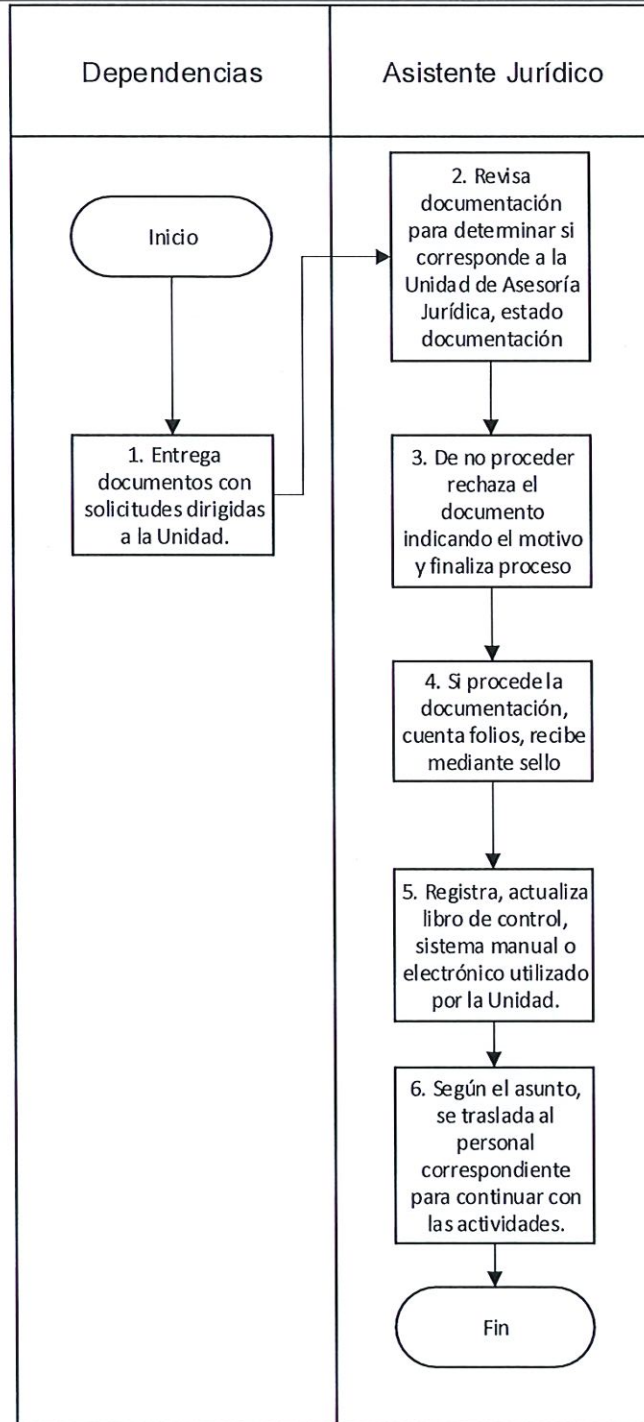 Dependencias
Asistente Jurídico
Inicio
1. Entrega
documentos con
solicitudes dirigidas
a la Unidad.
2. Revisa
documentación
para determinar si
corresponde a la
Unidad de Asesoría
Jurídica, estado
documentación
3. De no proceder
rechaza el
documento
indicando el motivo
y finaliza proceso
4. Si procede la
documentación,
cuenta folios, recibe
mediante sello
5. Registra, actualiza
libro de control,
sistema manual o
electrónico utilizado
por la Unidad.
6. Según el asunto,
se traslada al
personal
correspondiente
para continuar con
las actividades.
Fin